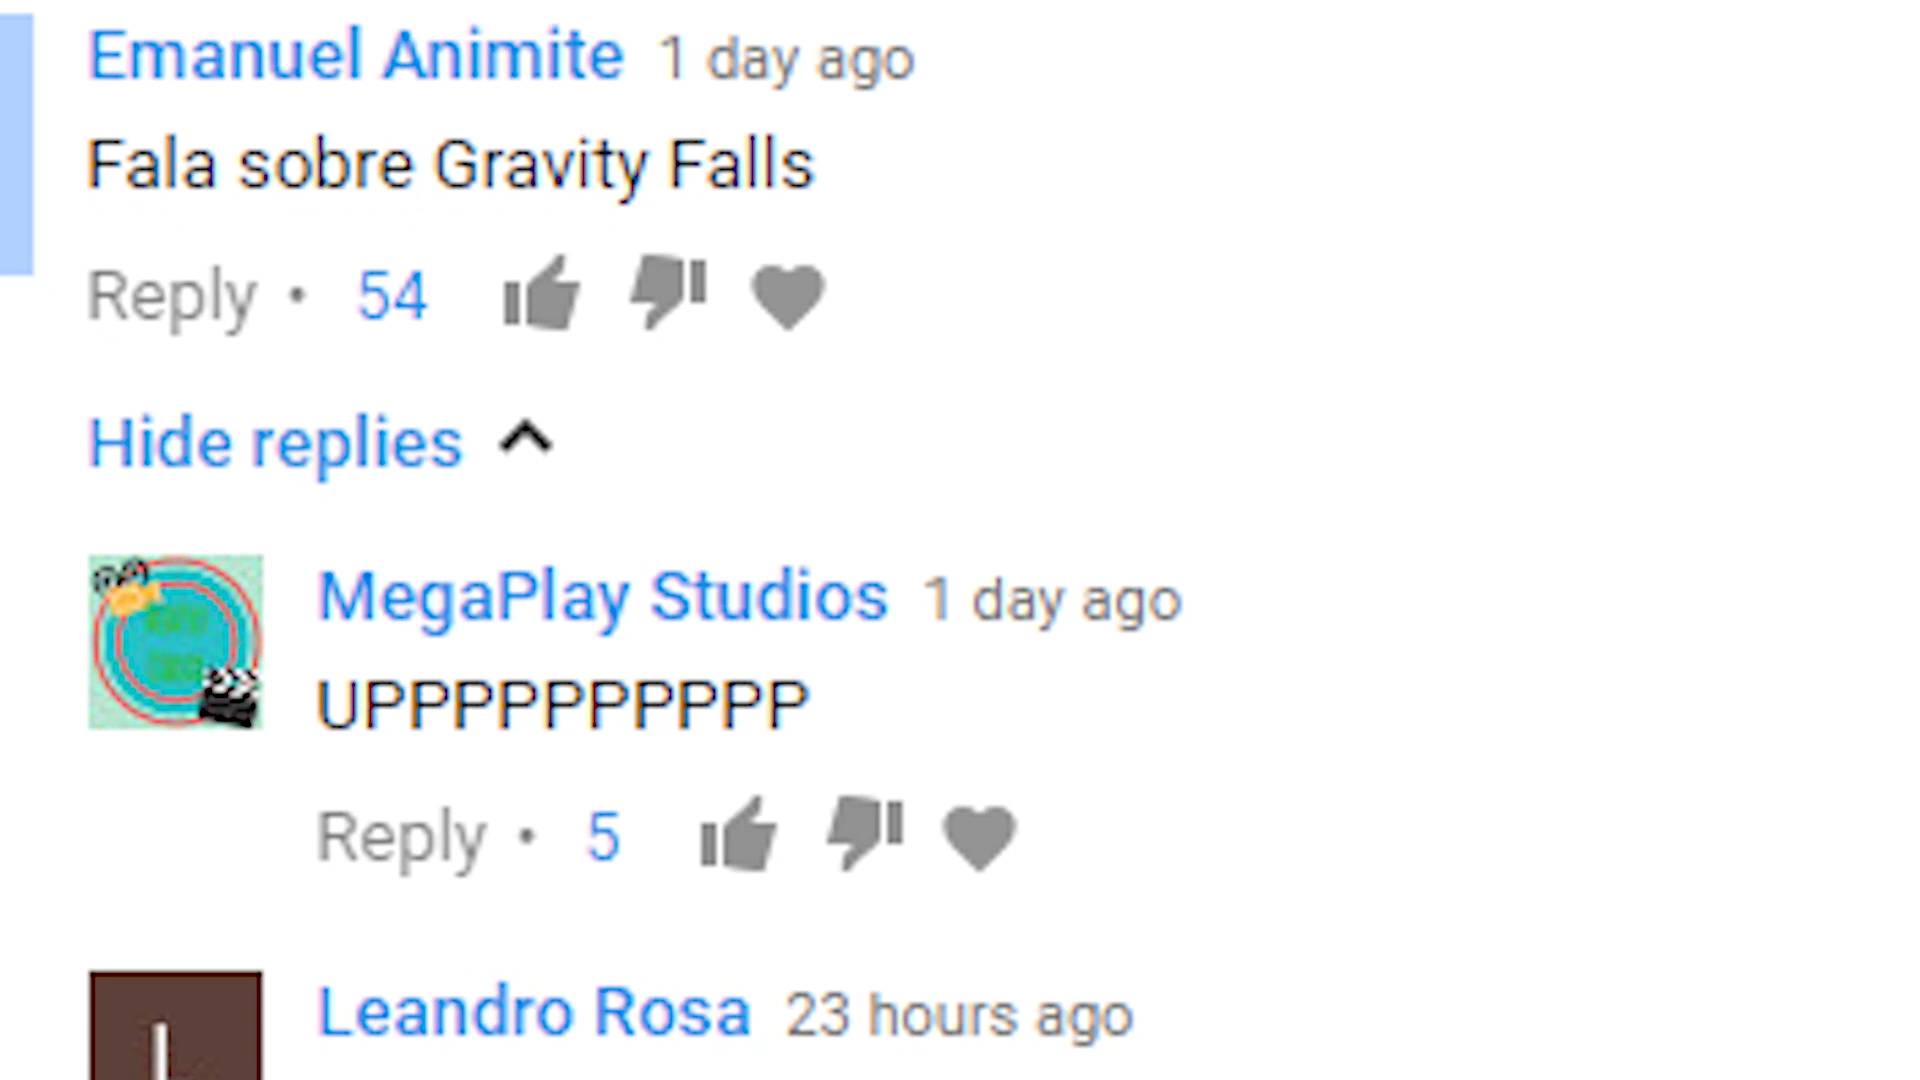 Emanuel Animite 1 day ago
Fala sobre Gravity Falls
Reply • 54
Hide replies
MegaPlay Studios 1 day ago
UPPPPPPPPPP
Reply • 5
Leandro Rosa 23 hours ago